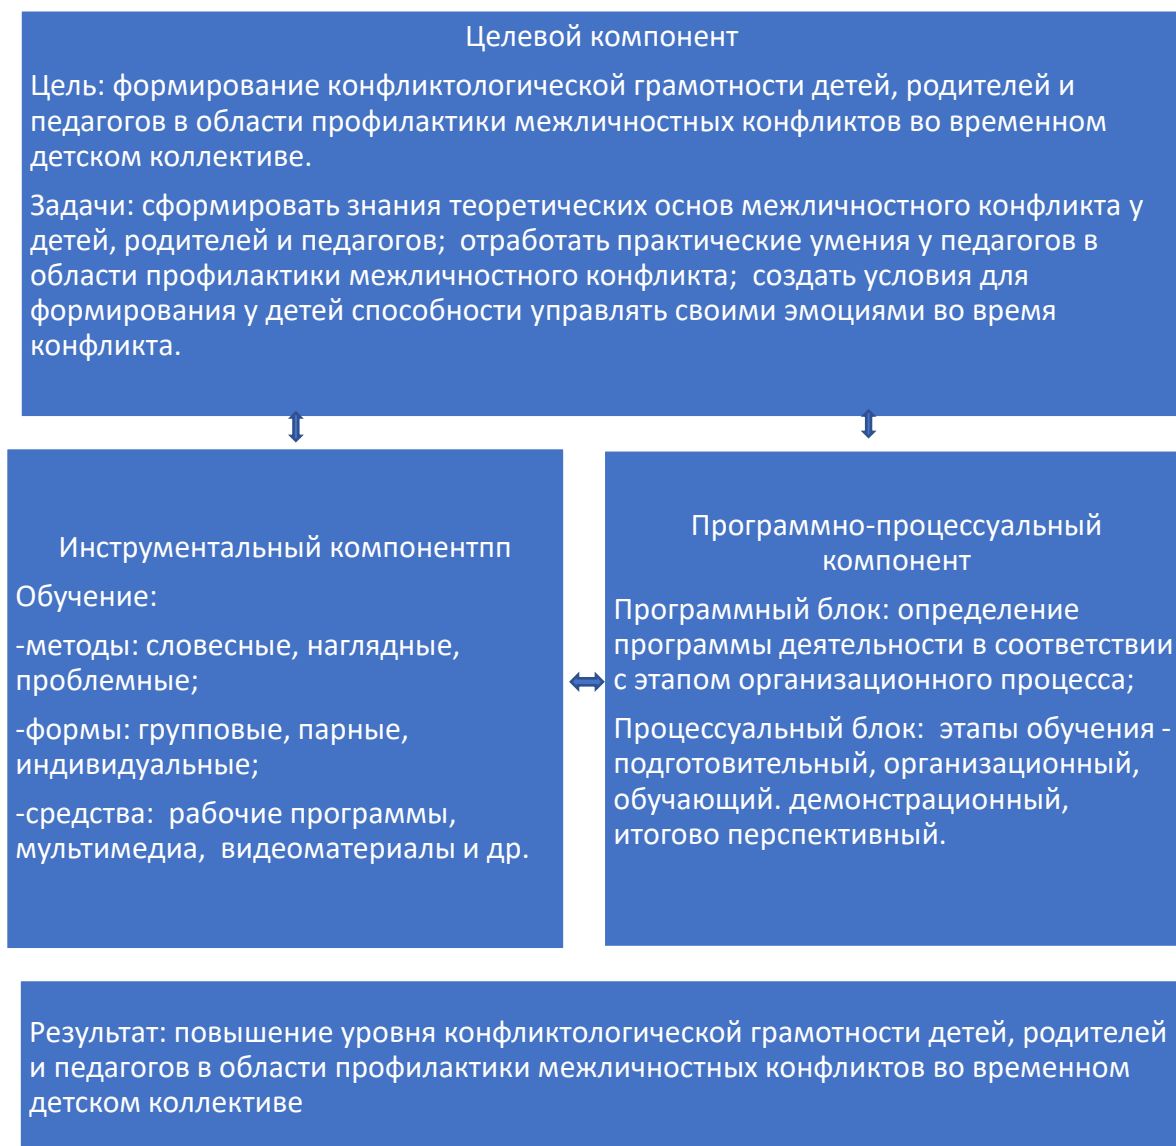 Целевой компонент
Цель: формирование конфликтологической грамотности детей, родителей и
педагогов в области профилактики межличностных конфликтов во временном
детском коллективе.
Задачи: сформировать знания теоретических основ межличностного конфликта у
детей, родителей и педагогов;  отработать практические умения у педагогов в
области профилактики межличностного конфликта;  создать условия для
формирования у детей способности управлять своими эмоциями во время
конфликта.
Инструментальный компонентпп
Обучение:
-методы: словесные, наглядные,
проблемные;
-формы: групповые, парные,
индивидуальные;
-средства:  рабочие программы,
мультимедиа,  видеоматериалы и др.
Программно-процессуальный
компонент
Программный блок: определение
программы деятельности в соответствии
с этапом организационного процесса;
Процессуальный блок:  этапы обучения -
подготовительный, организационный,
обучающий. демонстрационный,
итогово перспективный.
Результат: повышение уровня конфликтологической грамотности детей, родителей
и педагогов в области профилактики межличностных конфликтов во временном
детском коллективе